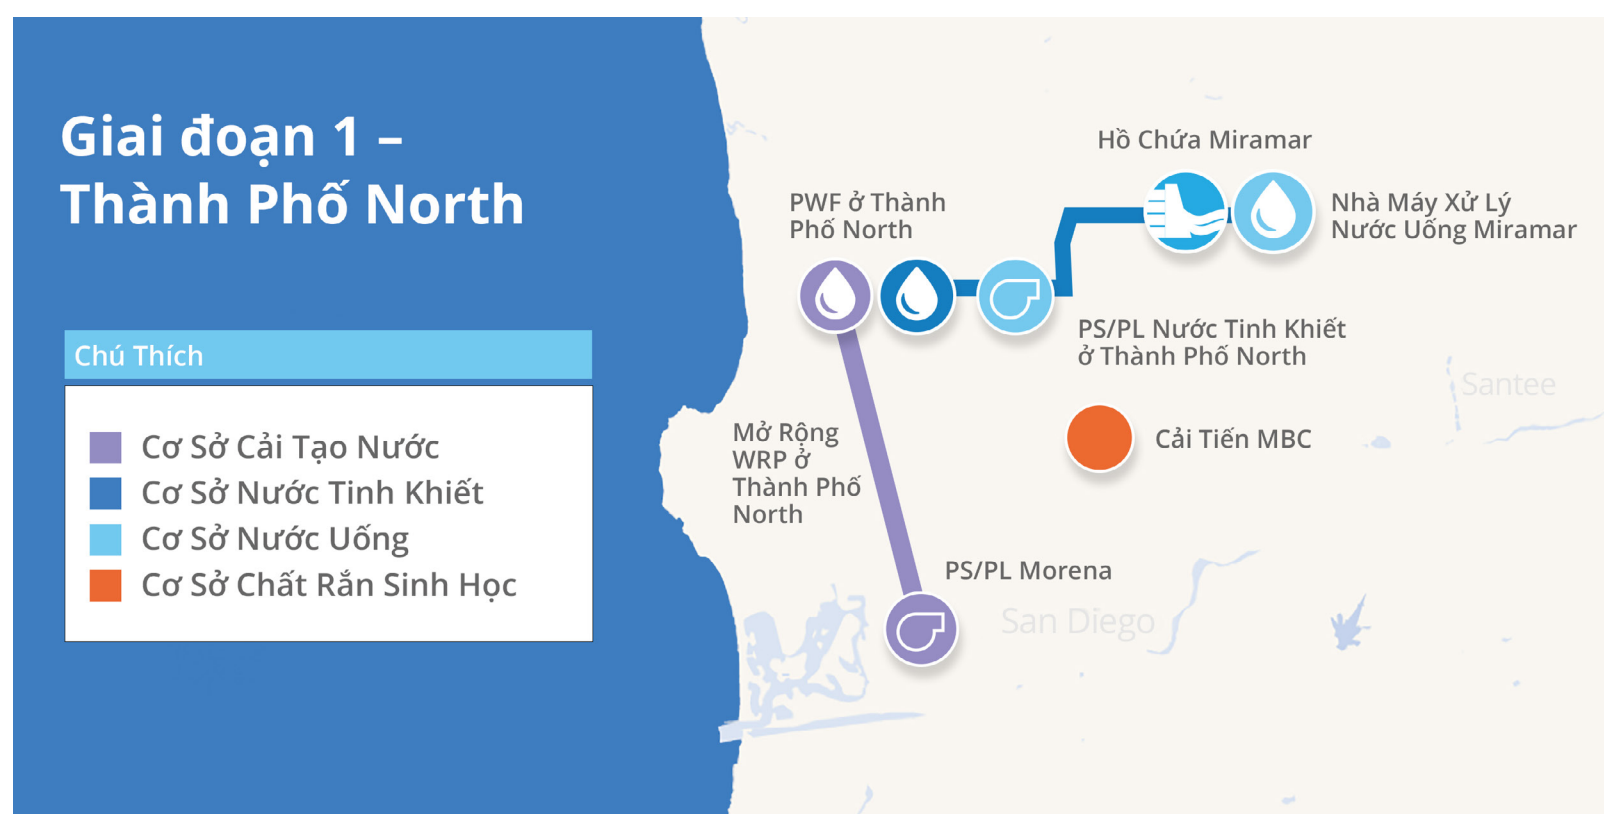 Giai đoạn 1 –
Thành Phố North
Chú Thích
Cơ Sở Cải Tạo Nước
Cơ Sở Nước Tinh Khiết
Cơ Sở Nước Uống
Cơ Sở Chất Rắn Sinh Học
Hồ Chứa Miramar
PWF ở Thành
Phố North
Nhà Máy Xử Lý
Nước Uống Miramar
PS/PL Nước Tinh Khiết
ở Thành Phố North
Santee
Mở Rộng
WRP ở
Thành Phố
North
Cải Tiến MBC
PS/PL Morena
San Diego